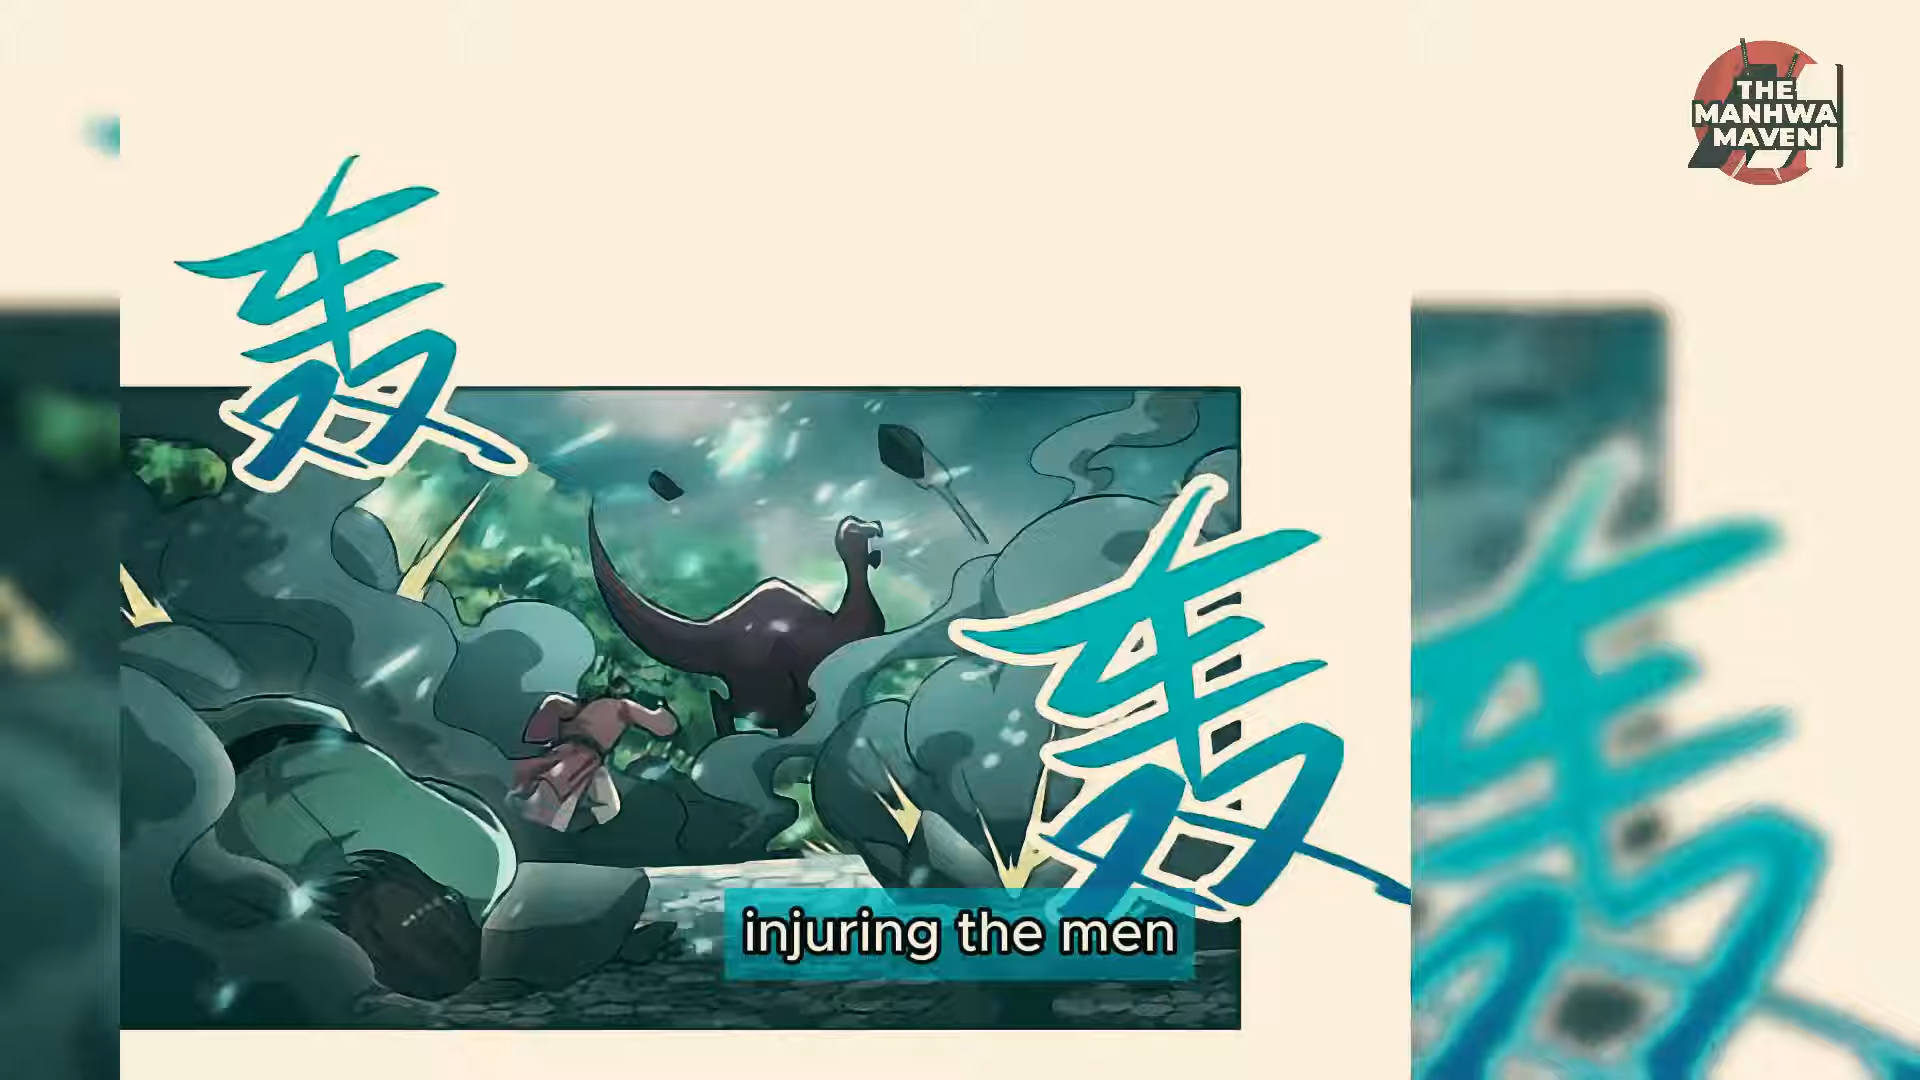 THE
MANHWA
MAVEN
轰
轰
injuring the men